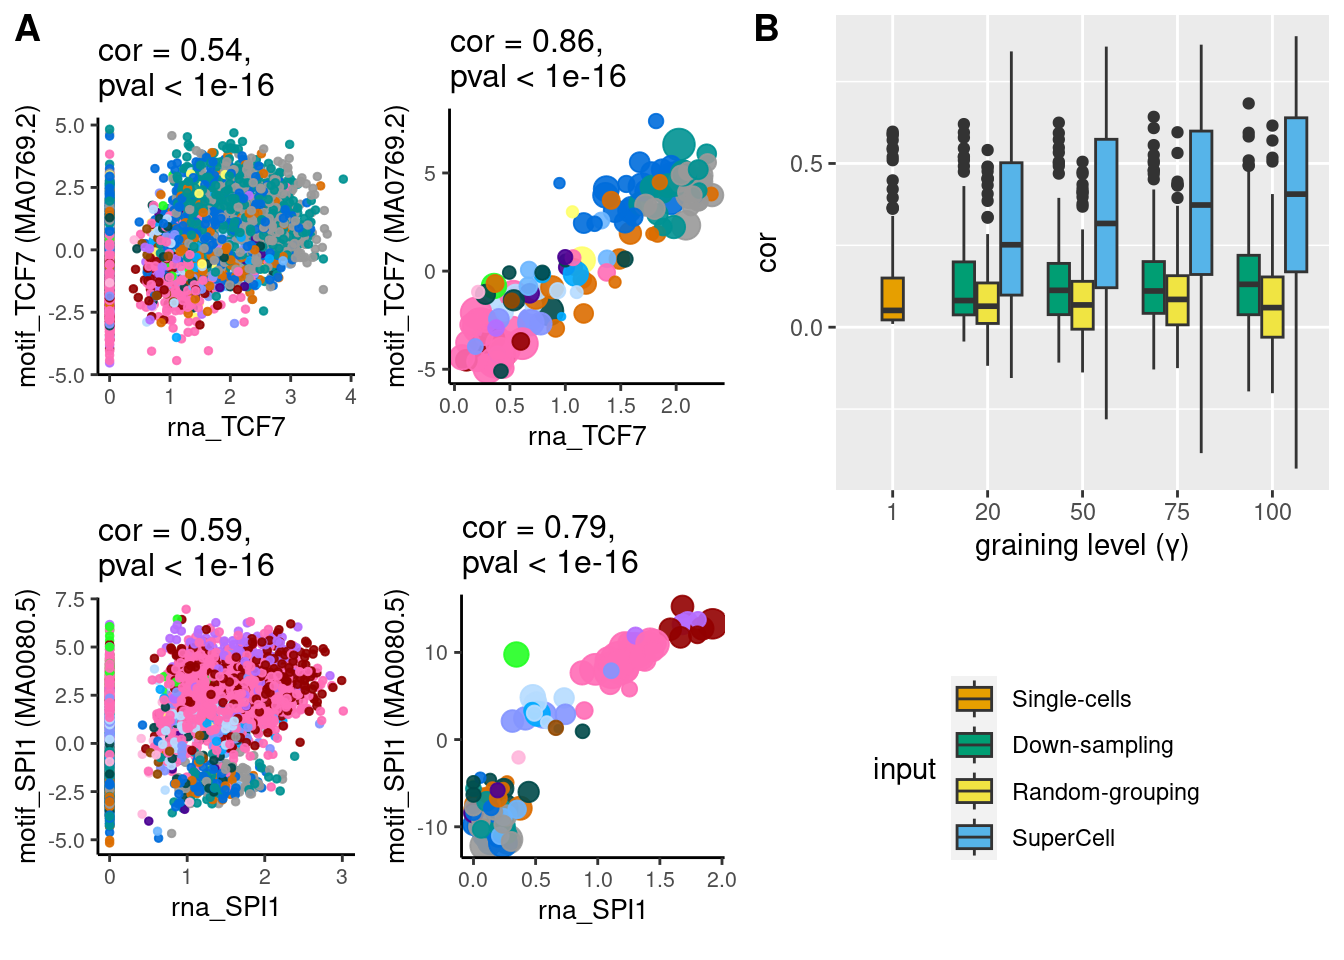 A
cor = 0.54,
pval < 1e-16
motif_TCF7 (MA0769.2)
5.0
2.5
0.0
-2.5
-5.0
0 1 2 3 4
rna_TCF7
cor = 0.86,
pval < 1e-16
motif_TCF7 (MA0769.2)
5
0
-5
0.0 0.5 1.0 1.5 2.0
rna_TCF7
cor = 0.59,
pval < 1e-16
motif_SPI1 (MA0080.5)
7.5
5.0
2.5
0.0
-2.5
-5.0
0 1 2 3
rna_SPI1
cor = 0.79,
pval < 1e-16
motif_SPI1 (MA0080.5)
10
0
-10
0.0 0.5 1.0 1.5 2.0
rna_SPI1
B
cor
0.5
0.0
1 20 50 75 100
graining level (γ)
input
Single-cells
Down-sampling
Random-grouping
SuperCell